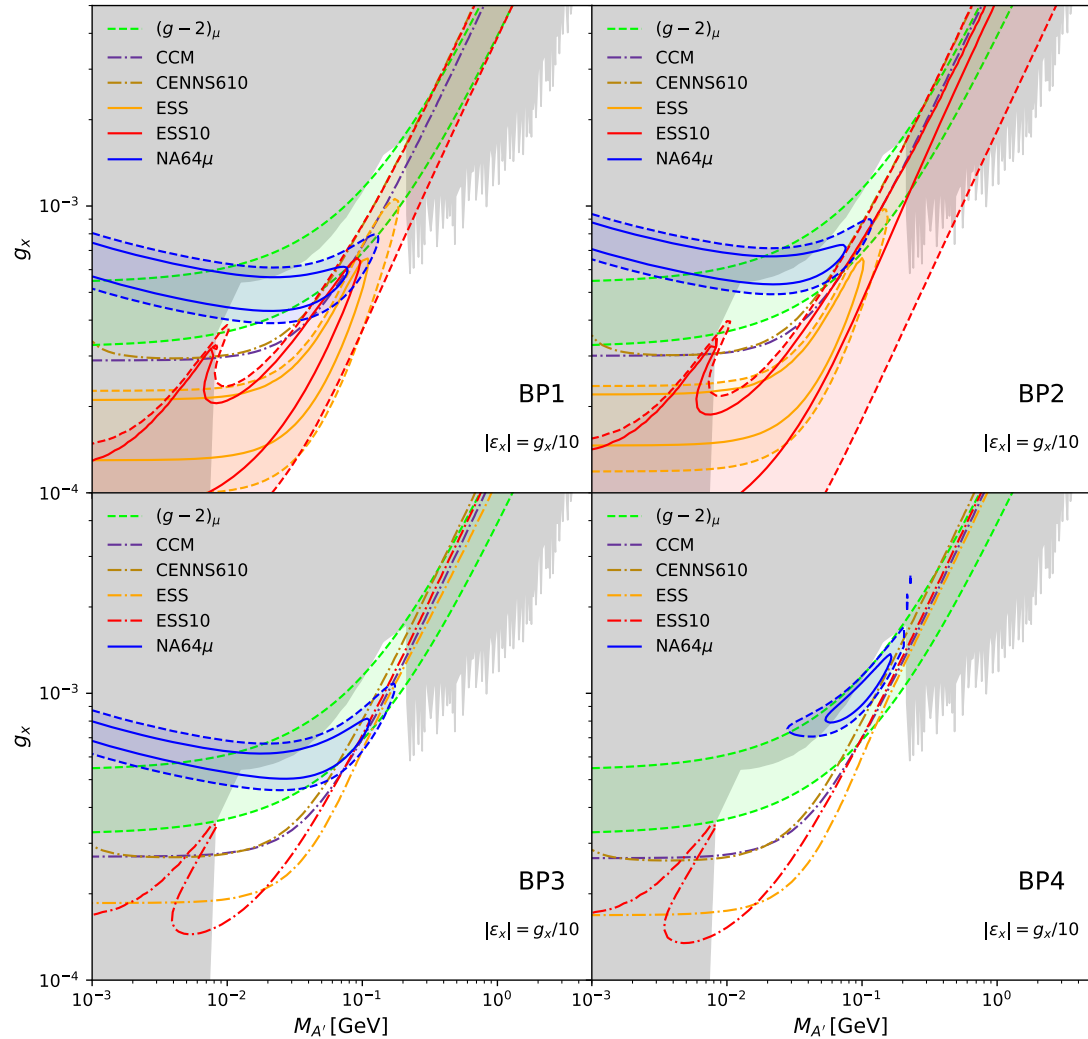 (g − 2)μ
CCM
CENNS610
ESS
ESS10
NA64μ
BP1
|εₓ| = gₓ/10
(g − 2)μ
CCM
CENNS610
ESS
ESS10
NA64μ
BP2
|εₓ| = gₓ/10
10⁻³
10⁻⁴
gₓ
(g − 2)μ
CCM
CENNS610
ESS
ESS10
NA64μ
BP3
|εₓ| = gₓ/10
(g − 2)μ
CCM
CENNS610
ESS
ESS10
NA64μ
BP4
|εₓ| = gₓ/10
10⁻³
10⁻⁴
gₓ
10⁻³ 10⁻² 10⁻¹ 10⁰
10⁻³ 10⁻² 10⁻¹ 10⁰
M_A′ [GeV]
M_A′ [GeV]